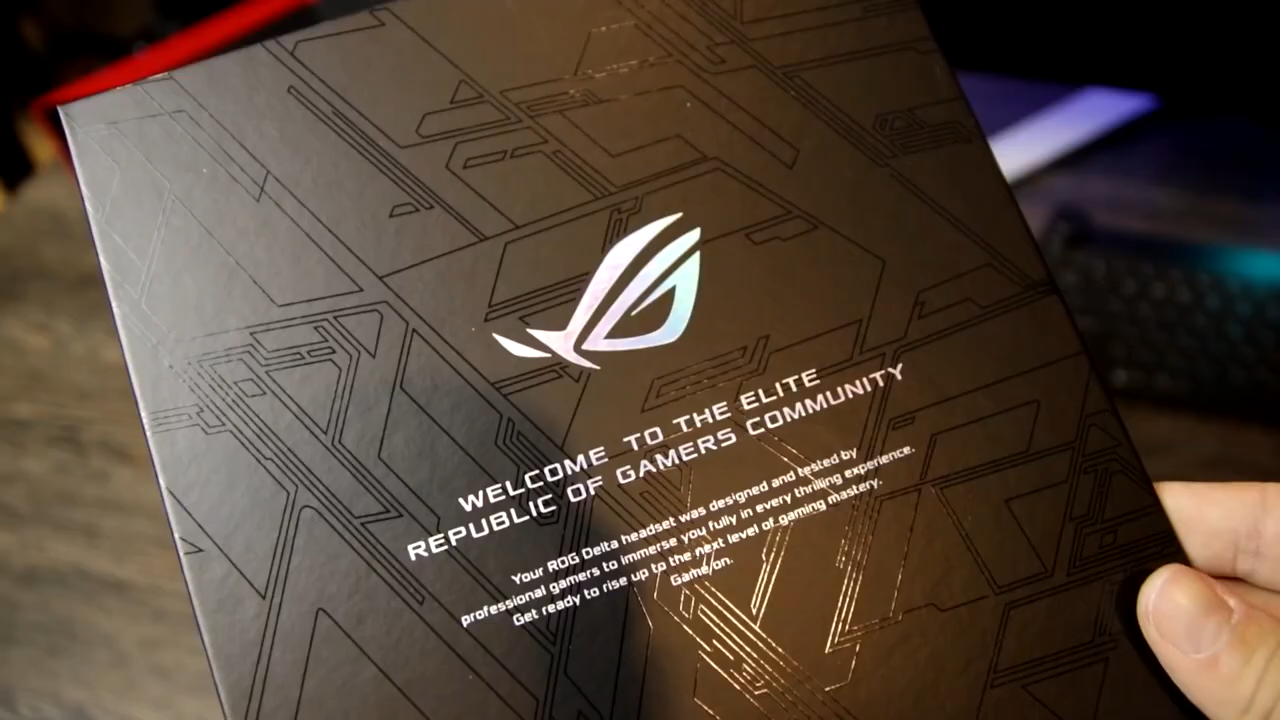 WELCOME TO THE ELITE
REPUBLIC OF GAMERS COMMUNITY
Your ROG Delta headset was designed and tested by
professional gamers to immerse you fully in every thrilling experience.
Get ready to rise up to the next level of gaming mastery.
Game on.